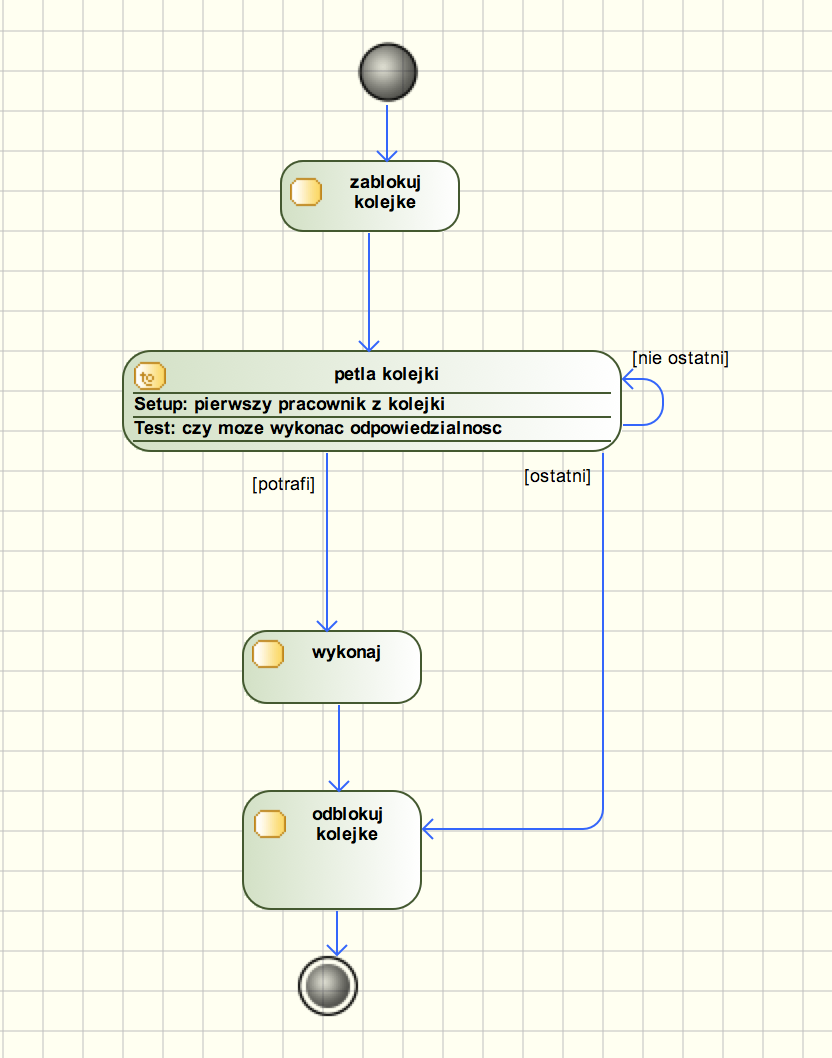 zablokuj
kolejke
[nie ostatni]
petla kolejki
Setup: pierwszy pracownik z kolejki
Test: czy moze wykonac odpowiedzialnosc
[potrafi]
[ostatni]
wykonaj
odblokuj
kolejke